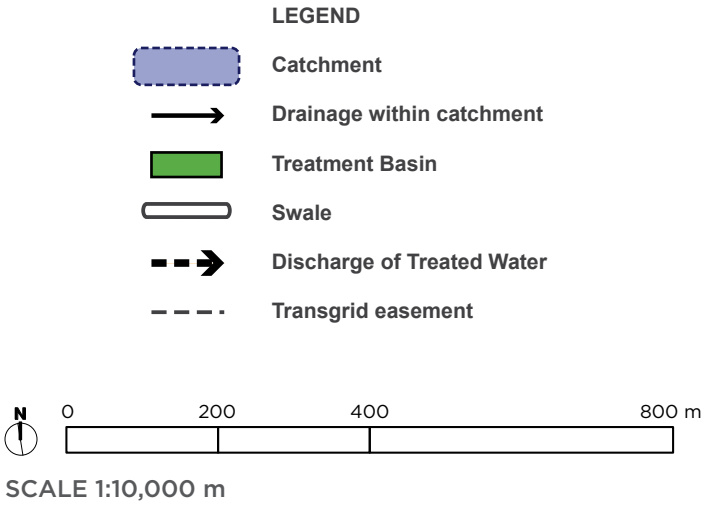 LEGEND
Catchment
Drainage within catchment
Treatment Basin
Swale
Discharge of Treated Water
Transgrid easement
N 0 200 400 800 m
SCALE 1:10,000 m